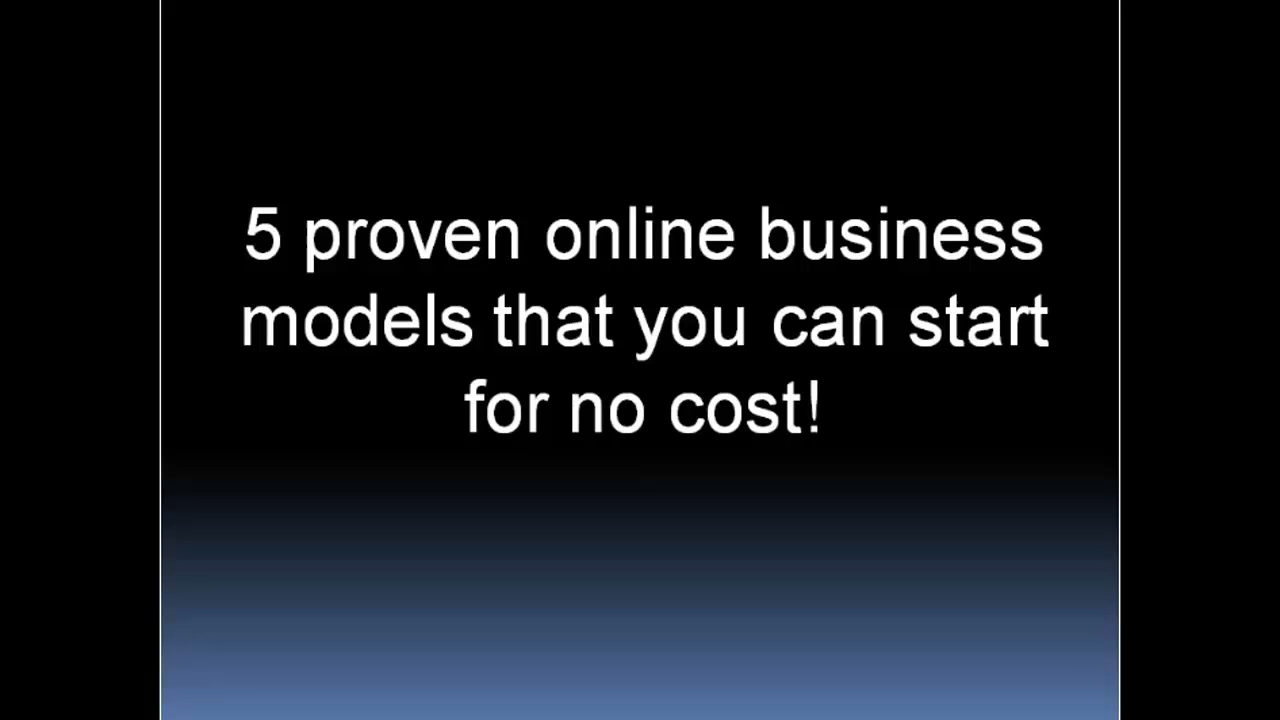 5 proven online business
models that you can start
for no cost!